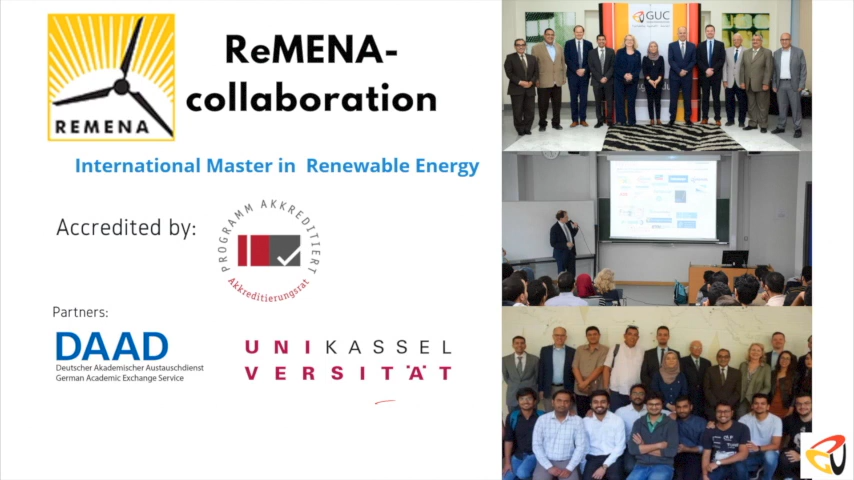 REMENA
ReMENA-
collaboration
International Master in Renewable Energy
Accredited by:
PROGRAMM AKKREDITIERT
Akkreditierungsrat
Partners:
DAAD
Deutscher Akademischer Austauschdienst
German Academic Exchange Service
UNIKASSEL
VERSITÄT
GUC